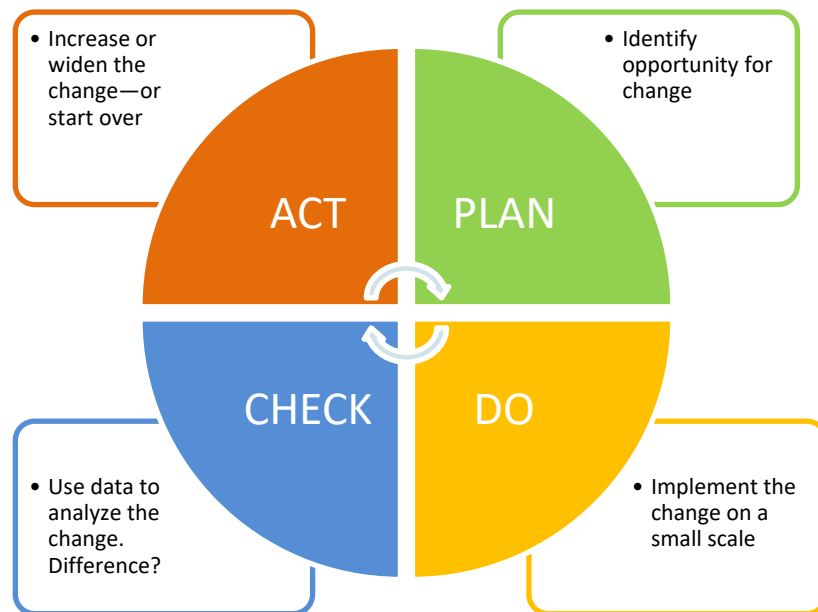 • Increase or
widen the
change—or
start over
• Identify
opportunity for
change
ACT
PLAN
CHECK
DO
• Use data to
analyze the
change.
Difference?
• Implement the
change on a
small scale